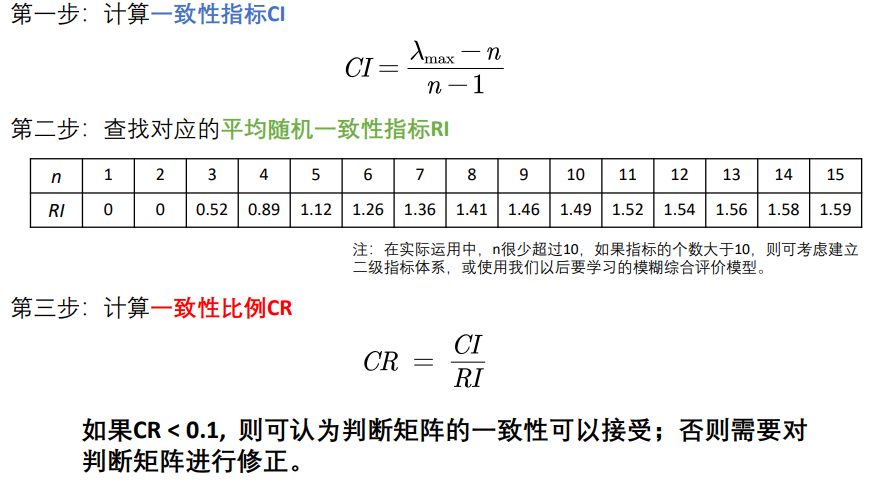 第一步：计算一致性指标CI
CI = (λmax − n) / (n − 1)
第二步：查找对应的平均随机一致性指标RI
n 1 2 3 4 5 6 7 8 9 10 11 12 13 14 15
RI 0 0 0.52 0.89 1.12 1.26 1.36 1.41 1.46 1.49 1.52 1.54 1.56 1.58 1.59
注：在实际运用中，n很少超过10，如果指标的个数大于10，则可考虑建立
二级指标体系，或使用我们以后要学习的模糊综合评价模型。
第三步：计算一致性比例CR
CR = CI / RI
如果CR < 0.1, 则可认为判断矩阵的一致性可以接受；否则需要对
判断矩阵进行修正。